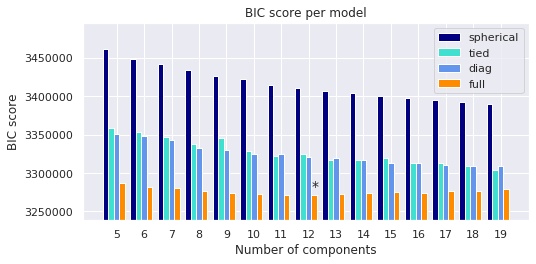 BIC score per model
spherical
tied
diag
full
3450000
3400000
3350000
3300000
3250000
BIC score
*
5 6 7 8 9 10 11 12 13 14 15 16 17 18 19
Number of components